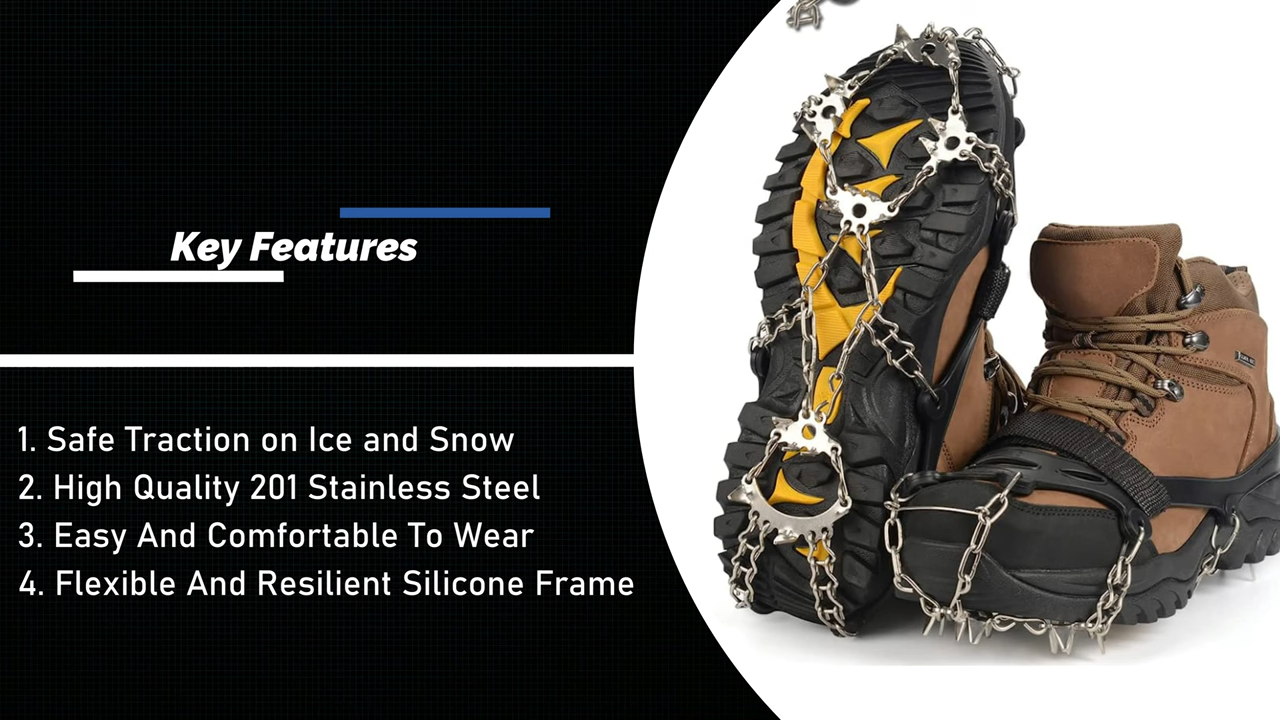 Key Features
1. Safe Traction on Ice and Snow
2. High Quality 201 Stainless Steel
3. Easy And Comfortable To Wear
4. Flexible And Resilient Silicone Frame